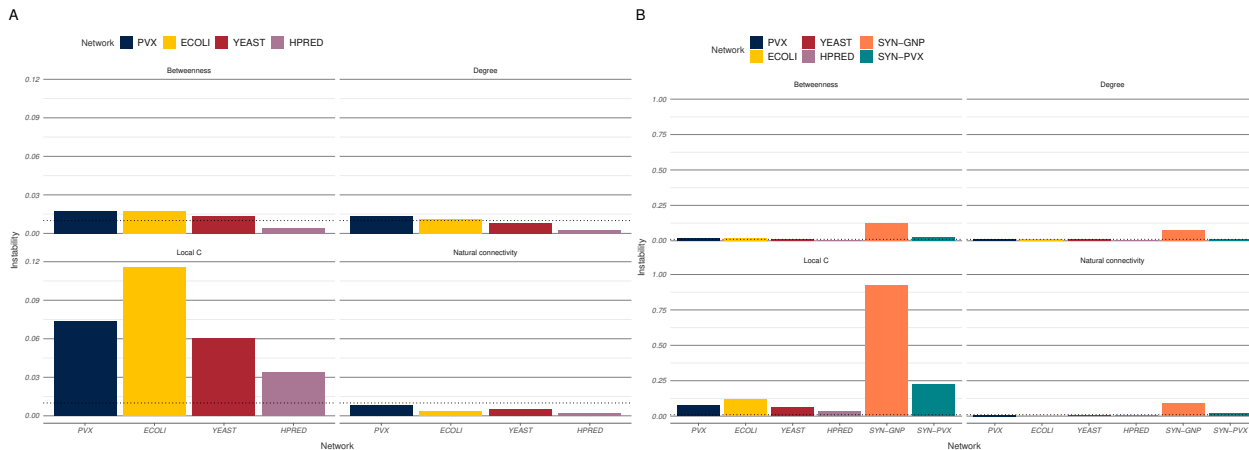 A
Network PVX ECOLI YEAST HPRED
Betweenness Degree
0.12
0.09
0.06
0.03
0.00
Local C Natural connectivity
0.12
0.09
0.06
0.03
0.00
Instability
PVX ECOLI YEAST HPRED PVX ECOLI YEAST HPRED
Network
B
Network PVX YEAST SYN−GNP
ECOLI HPRED SYN−PVX
Betweenness Degree
1.00
0.75
0.50
0.25
0.00
Local C Natural connectivity
1.00
0.75
0.50
0.25
0.00
Instability
PVX ECOLI YEAST HPRED SYN−GNP SYN−PVX PVX ECOLI YEAST HPRED SYN−GNP SYN−PVX
Network